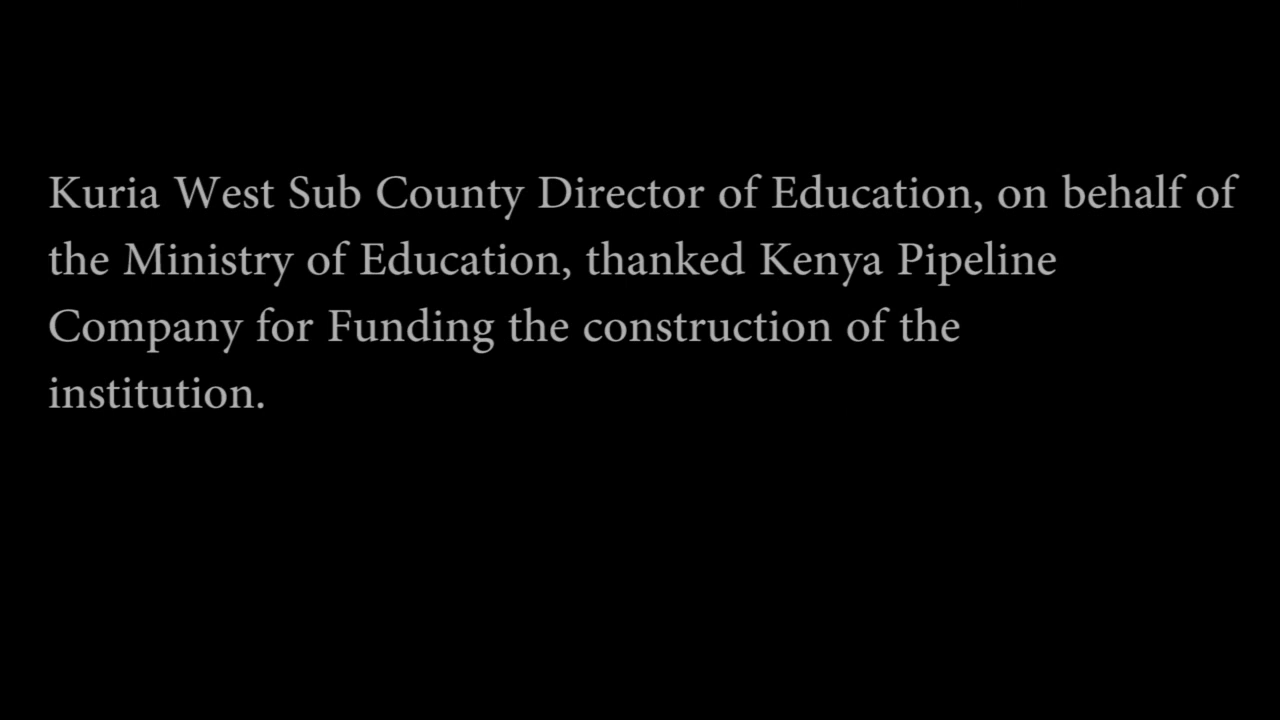 Kuria West Sub County Director of Education, on behalf of
the Ministry of Education, thanked Kenya Pipeline
Company for Funding the construction of the
institution.